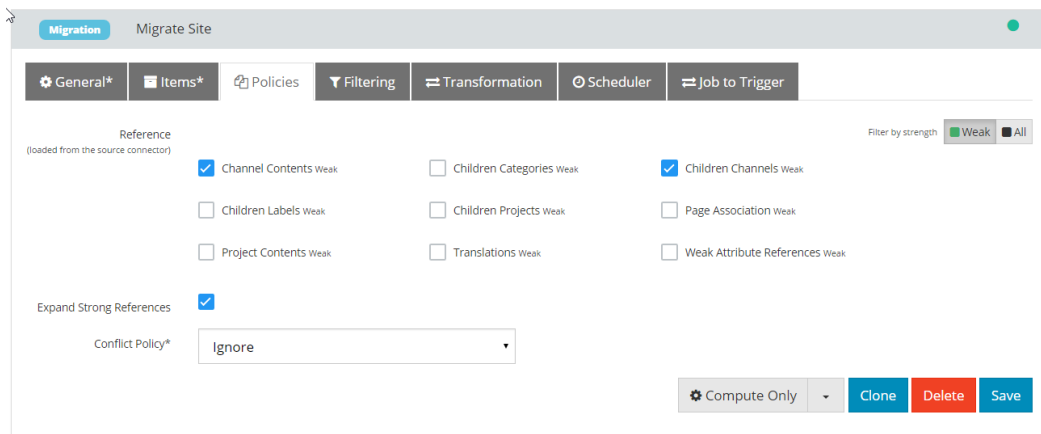 Migration Migrate Site
General* Items* Policies Filtering Transformation Scheduler Job to Trigger
Reference
(loaded from the source connector)
Filter by strength Weak All
Channel Contents Weak Children Categories Weak Children Channels Weak
Children Labels Weak Children Projects Weak Page Association Weak
Project Contents Weak Translations Weak Weak Attribute References Weak
Expand Strong References
Conflict Policy* Ignore
Compute Only Clone Delete Save